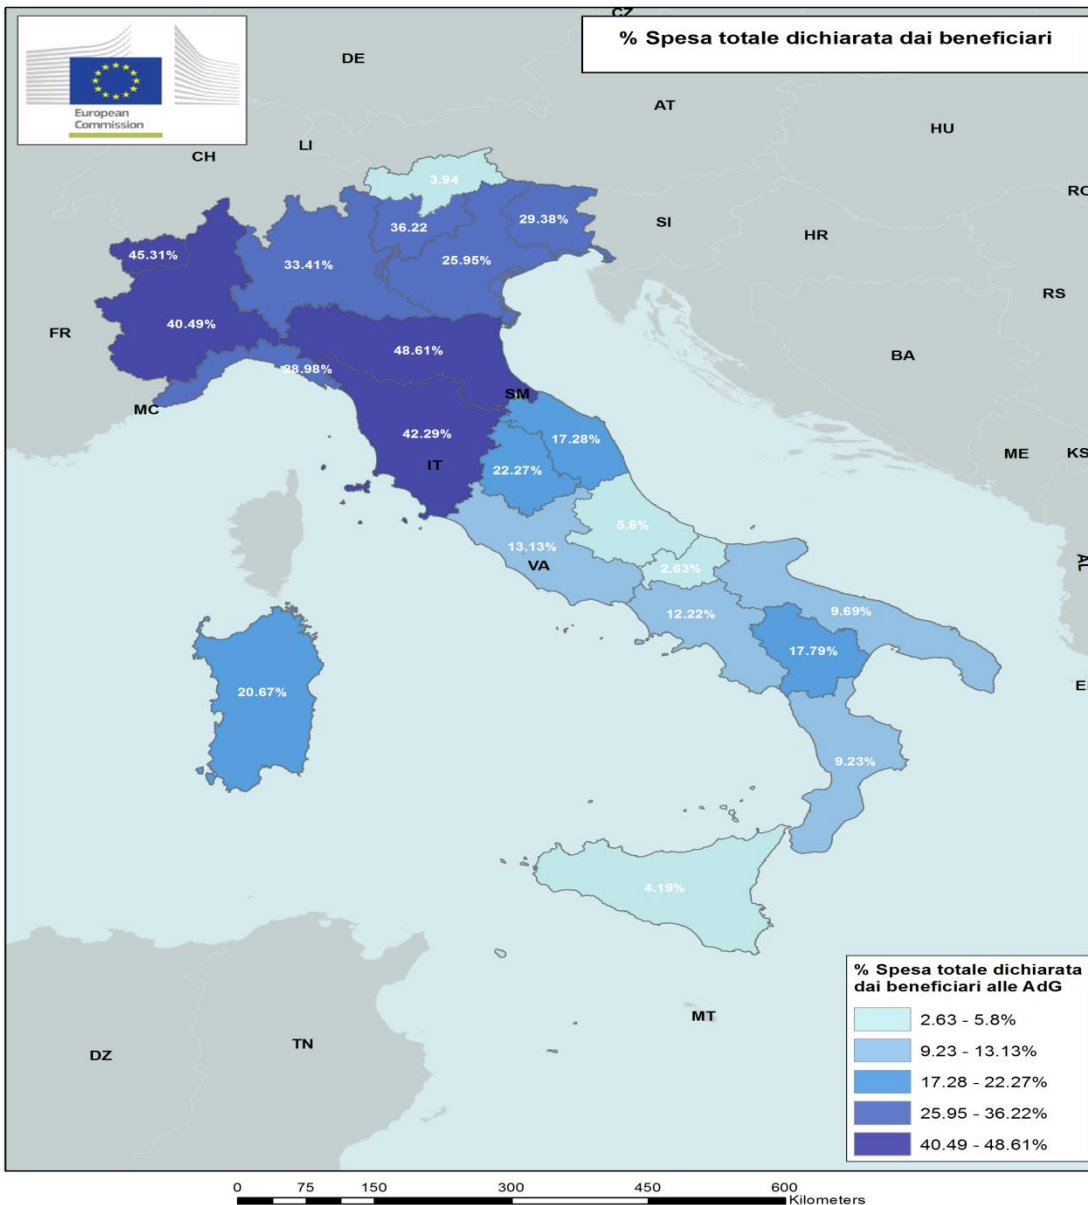 CZ
% Spesa totale dichiarata dai beneficiari
European
Commission
DE
AT
HU
LI
CH
RO
3.94
SI
29.38%
36.22
HR
45.31%
25.95%
33.41%
RS
40.49%
FR
48.61%
BA
28.98%
SM
MC
42.29%
17.28%
IT
22.27%
ME
KS
5.8%
13.13%
VA
2.63%
AL
12.22%
9.69%
17.79%
20.67%
9.23%
4.19%
MT
TN
DZ
% Spesa totale dichiarata
dai beneficiari alle AdG
2.63 - 5.8%
9.23 - 13.13%
17.28 - 22.27%
25.95 - 36.22%
40.49 - 48.61%
0 75 150 300 450 600
Kilometers